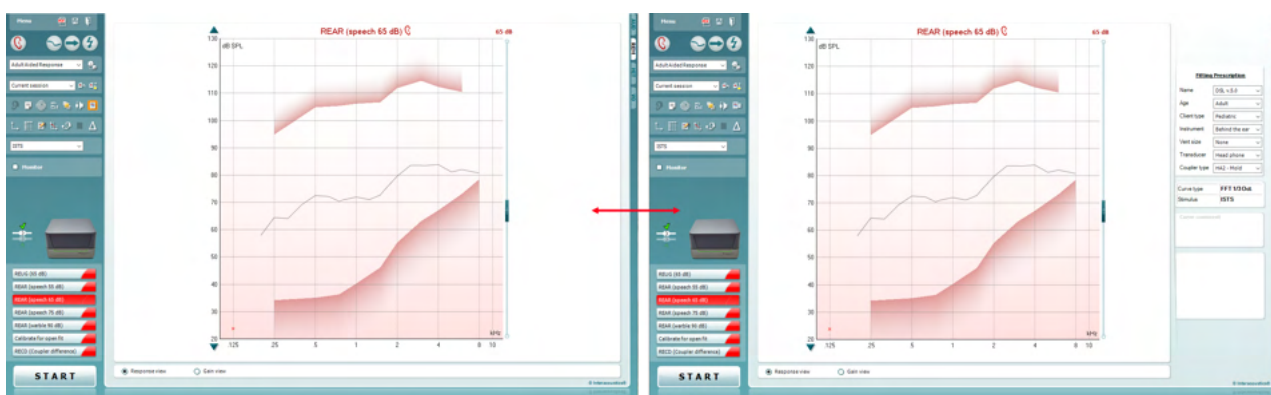 Menu
REAR (speech 65 dB)
65 dB
dB SPL
Adult Aided Response
Current session
ISTS
Monitor
130
120
110
100
90
80
70
60
50
40
30
20
.125
.25
.5
1
2
4
8
10
kHz
REUG (65 dB)
REAR (speech 55 dB)
REAR (speech 65 dB)
REAR (speech 75 dB)
REAR (warble 90 dB)
Calibrate for open fit
RECD (Coupler difference)
START
Response view
Gain view
Menu
REAR (speech 65 dB)
65 dB
dB SPL
Adult Aided Response
Current session
ISTS
Monitor
130
120
110
100
90
80
70
60
50
40
30
20
.125
.25
.5
1
2
4
8
10
kHz
REUG (65 dB)
REAR (speech 55 dB)
REAR (speech 65 dB)
REAR (speech 75 dB)
REAR (warble 90 dB)
Calibrate for open fit
RECD (Coupler difference)
START
Response view
Gain view
Fitting Prescription
Name DSL v.5.0
Age Adult
Client type Pediatric
Instrument Behind the ear
Vent size None
Transducer Head phone
Coupler type HA2 - Mold
Curve type FFT 1/3 Oct.
Stimulus ISTS